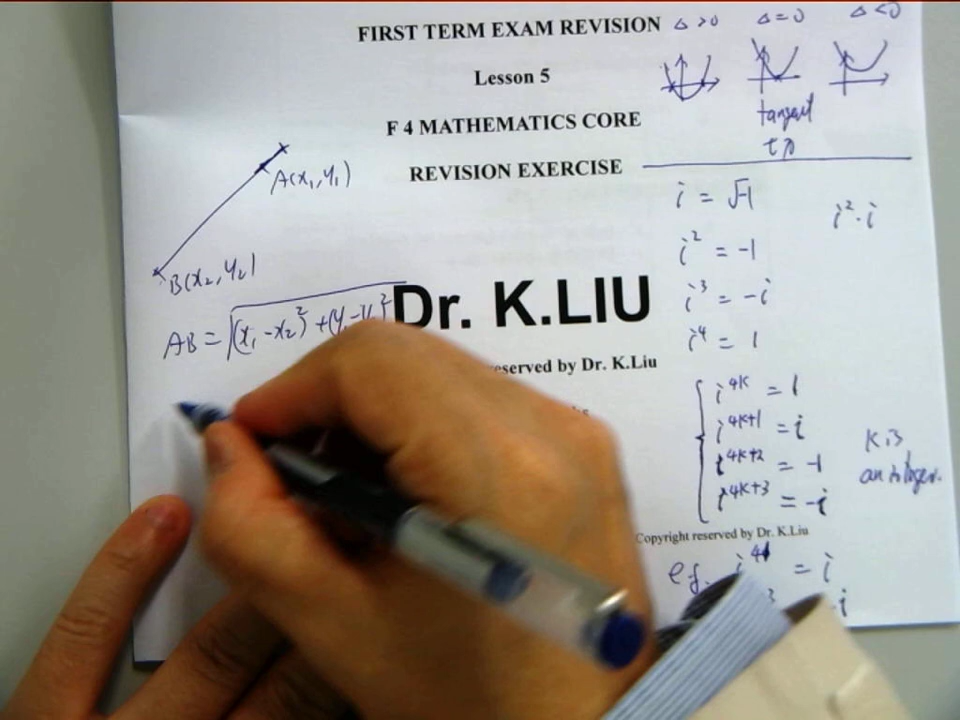 FIRST TERM EXAM REVISION
Δ >0 Δ =0 Δ <0
Lesson 5
F 4 MATHEMATICS CORE
tangent
REVISION EXERCISE
A(x₁, y₁)
i = √-1
i²·i
i² = -1
B(x₂, y₂)
i³ = -i
Dr. K.LIU
AB = √(x₁ - x₂)² + (y₁ - y₂)²
i⁴ = 1
eserved by Dr. K.Liu
i^4K = 1
i^4K+1 = i
K is
i^4K+2 = -1
an integer.
i^4K+3 = -i
Copyright reserved by Dr. K.Liu
e.g. i^41 = i
3 -i